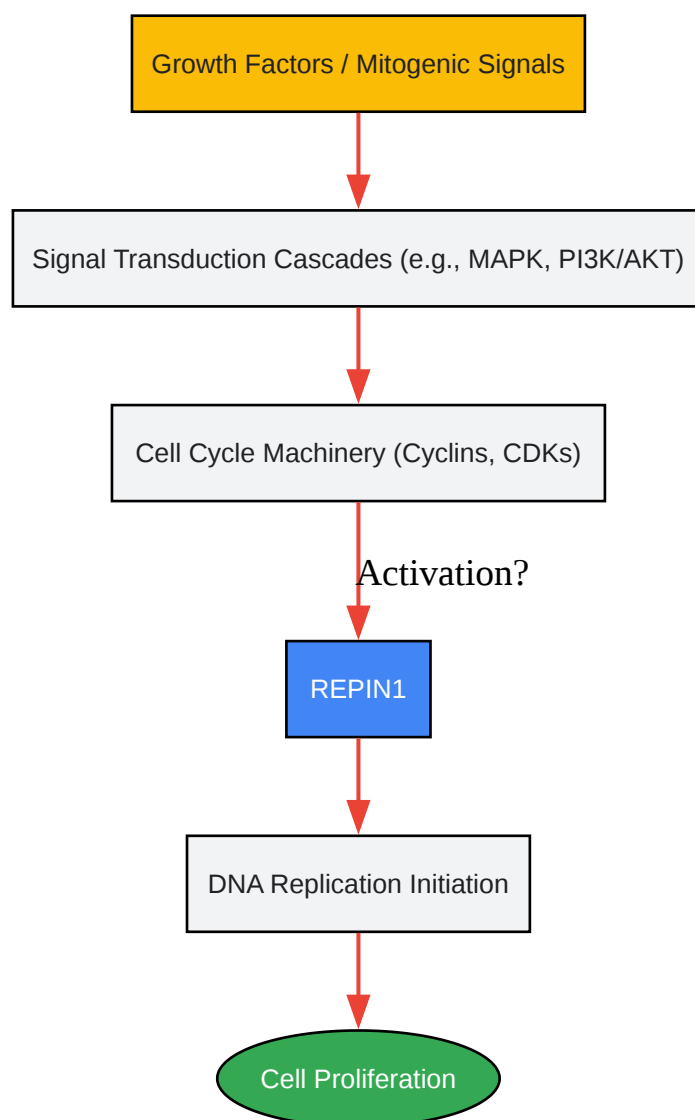 Growth Factors / Mitogenic Signals
Signal Transduction Cascades (e.g., MAPK, PI3K/AKT)
Cell Cycle Machinery (Cyclins, CDKs)
Activation?
REPIN1
DNA Replication Initiation
Cell Proliferation